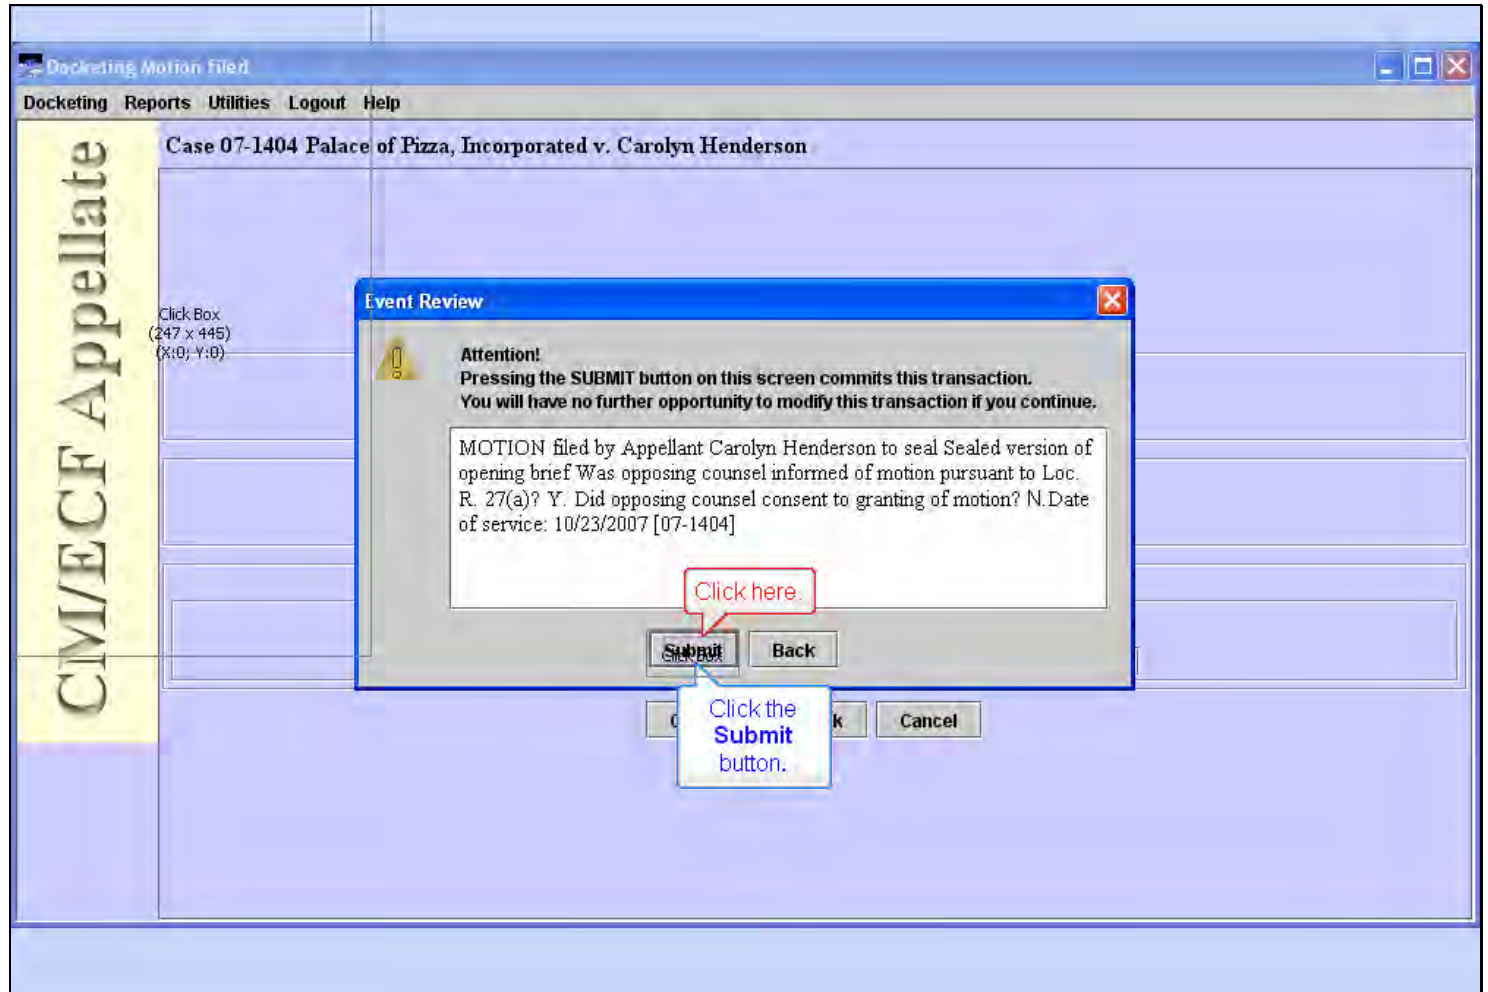 Docketing Motion Filed
Docketing Reports Utilities Logout Help
CM/ECF Appellate
Case 07-1404 Palace of Pizza, Incorporated v. Carolyn Henderson
Click Box
(247 x 445)
(X:0; Y:0)
Event Review
Attention!
Pressing the SUBMIT button on this screen commits this transaction.
You will have no further opportunity to modify this transaction if you continue.
MOTION filed by Appellant Carolyn Henderson to seal Sealed version of
opening brief Was opposing counsel informed of motion pursuant to Loc.
R. 27(a)? Y. Did opposing counsel consent to granting of motion? N.Date
of service: 10/23/2007 [07-1404]
Click here.
Submit Back
Click Box
Click the
Submit
button.
k Cancel